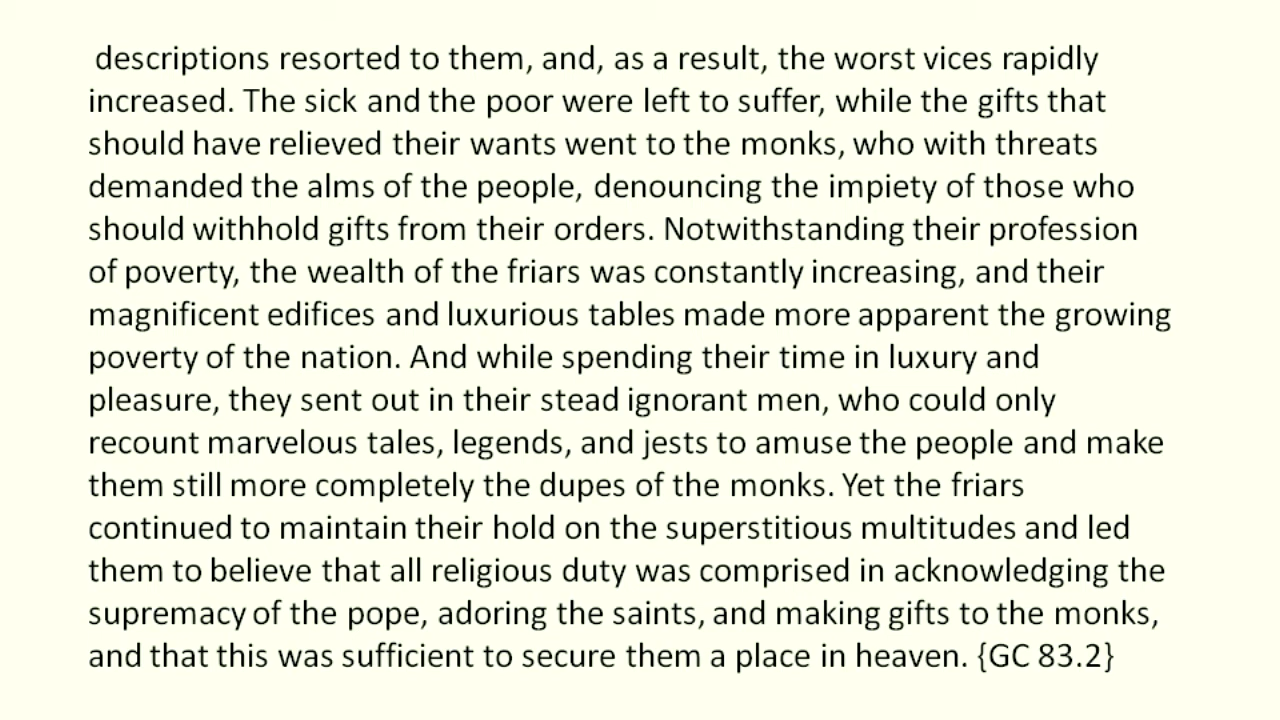 descriptions resorted to them, and, as a result, the worst vices rapidly
increased. The sick and the poor were left to suffer, while the gifts that
should have relieved their wants went to the monks, who with threats
demanded the alms of the people, denouncing the impiety of those who
should withhold gifts from their orders. Notwithstanding their profession
of poverty, the wealth of the friars was constantly increasing, and their
magnificent edifices and luxurious tables made more apparent the growing
poverty of the nation. And while spending their time in luxury and
pleasure, they sent out in their stead ignorant men, who could only
recount marvelous tales, legends, and jests to amuse the people and make
them still more completely the dupes of the monks. Yet the friars
continued to maintain their hold on the superstitious multitudes and led
them to believe that all religious duty was comprised in acknowledging the
supremacy of the pope, adoring the saints, and making gifts to the monks,
and that this was sufficient to secure them a place in heaven. {GC 83.2}